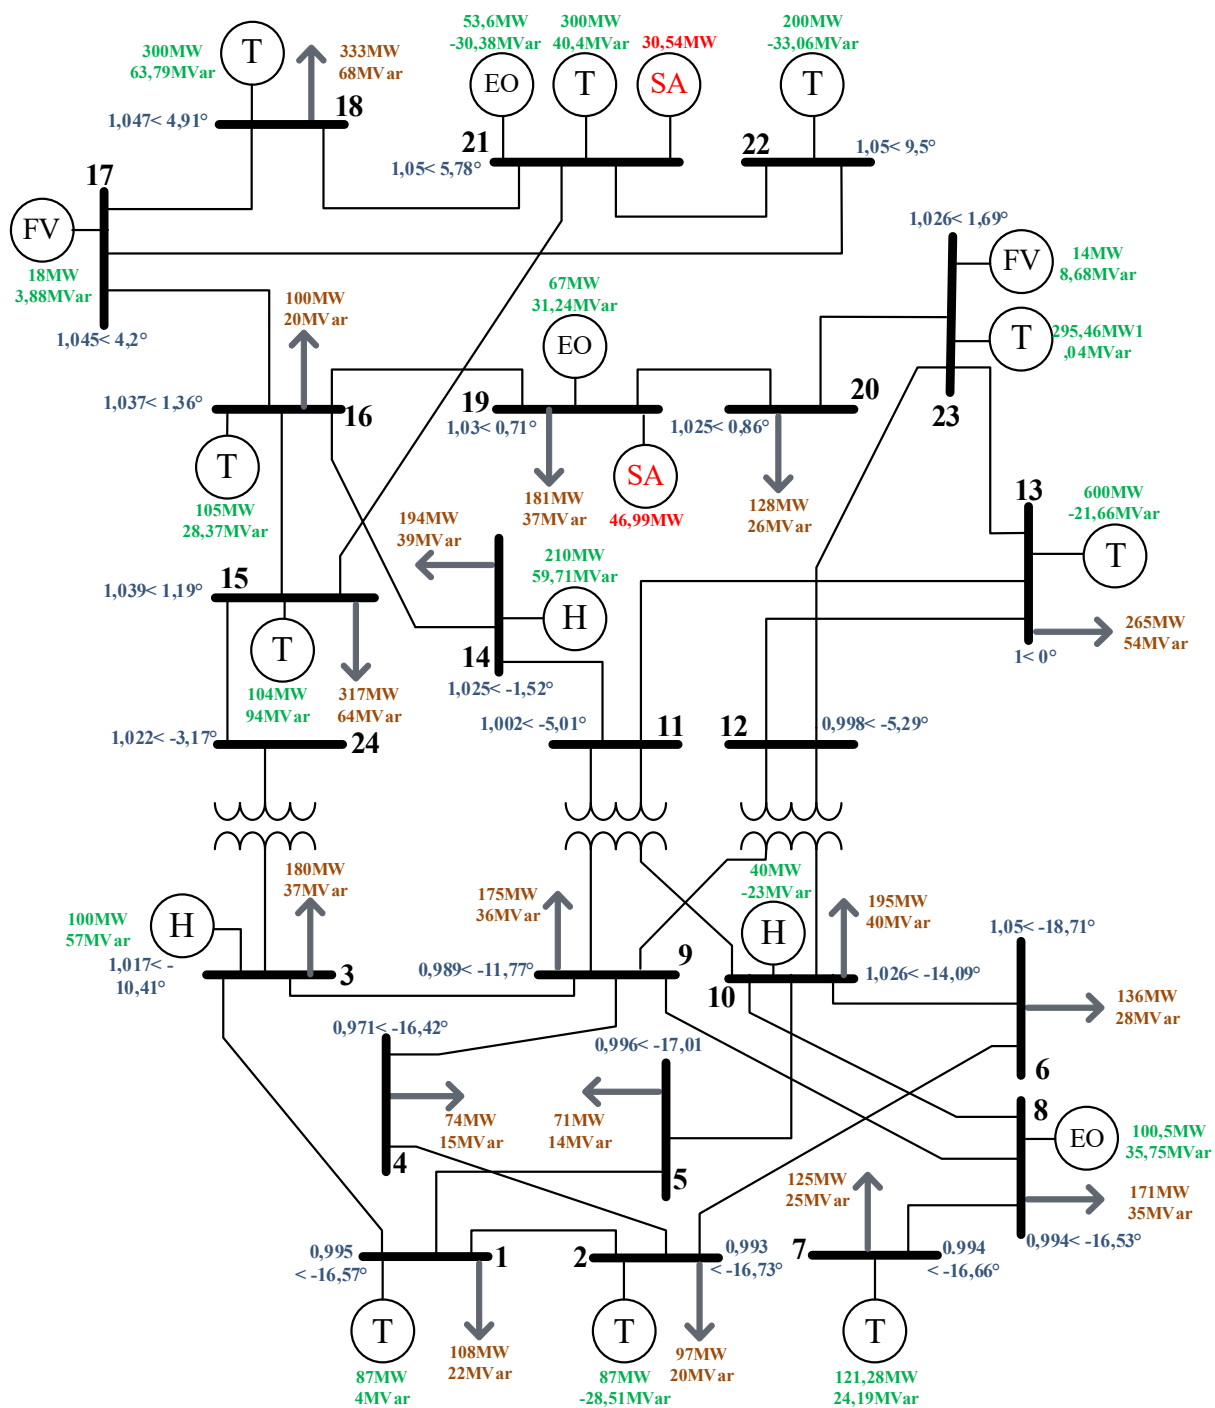 53,6MW
-30,38MVar
300MW
40,4MVar
30,54MW
200MW
-33,06MVar
300MW
63,79MVar
T
333MW
68MVar
EO
T
SA
T
18
1,047< 4,91°
21
22
1,05< 5,78°
1,05< 9,5°
17
FV
18MW
3,88MVar
1,045< 4,2°
1,026< 1,69°
FV
14MW
8,68MVar
T
295,46MW1
,04MVar
23
100MW
20MVar
67MW
31,24MVar
EO
1,037< 1,36°
16
19
1,03< 0,71°
20
1,025< 0,86°
T
105MW
28,37MVar
181MW
37MVar
SA
46,99MW
128MW
26MVar
13
600MW
-21,66MVar
T
194MW
39MVar
210MW
59,71MVar
H
14
1,025< -1,52°
15
1,039< 1,19°
T
104MW
94MVar
317MW
64MVar
265MW
54MVar
1< 0°
1,022< -3,17°
24
1,002< -5,01°
11
12
0,998< -5,29°
180MW
37MVar
100MW
57MVar
H
1,017< -
10,41°
3
175MW
36MVar
0,989< -11,77°
9
40MW
-23MVar
H
195MW
40MVar
10
1,026< -14,09°
1,05< -18,71°
136MW
28MVar
6
0,971< -16,42°
74MW
15MVar
4
0,996< -17,01
71MW
14MVar
5
8
EO
100,5MW
35,75MVar
171MW
35MVar
0,994< -16,53°
125MW
25MVar
0,995
< -16,57°
1
2
0,993
< -16,73°
7
0.994
< -16,66°
T
87MW
4MVar
108MW
22MVar
T
87MW
-28,51MVar
97MW
20MVar
T
121,28MW
24,19MVar